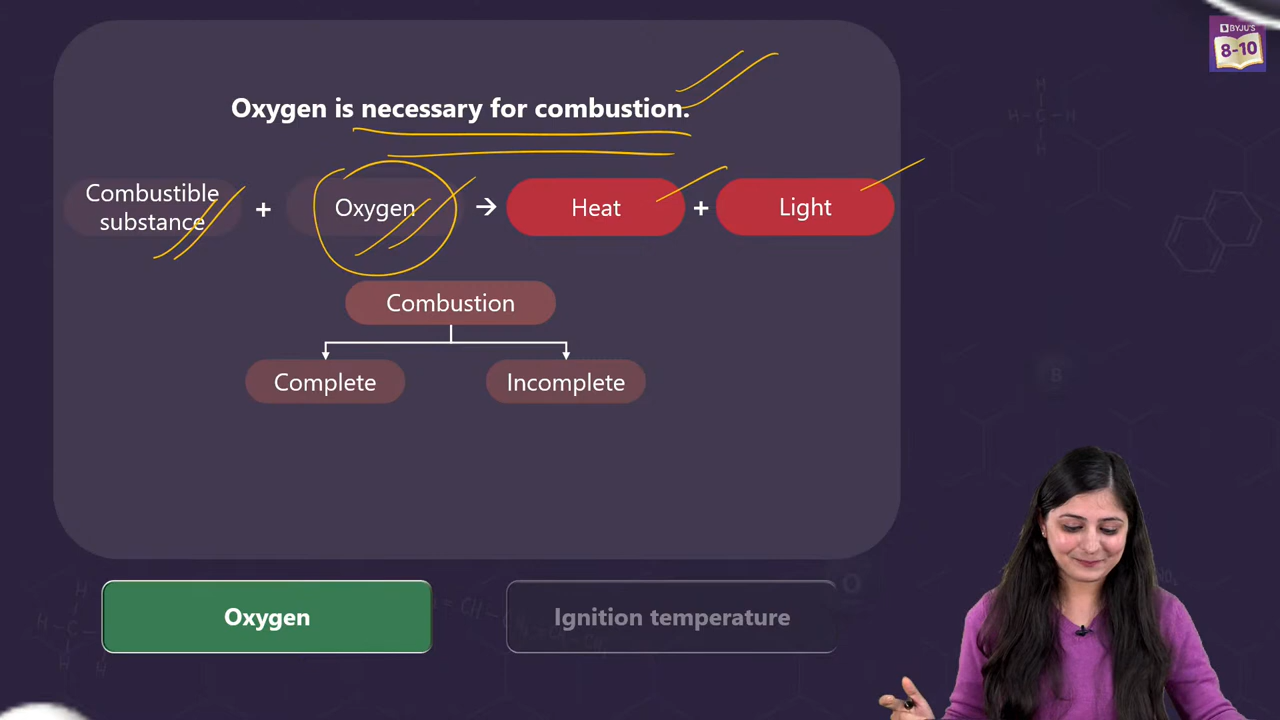 BYJU'S
8-10
Oxygen is necessary for combustion.
Combustible
substance
+
Oxygen
→
Heat
+
Light
Combustion
Complete
Incomplete
Oxygen
Ignition temperature